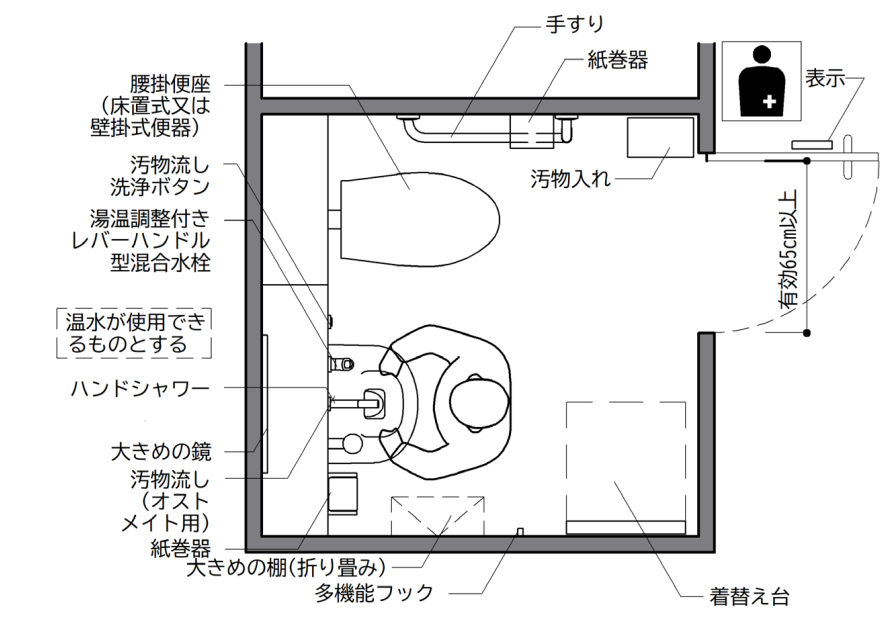 手すり
紙巻器
表示
腰掛便座
(床置式又は
壁掛式便器)
汚物流し
洗浄ボタン
汚物入れ
湯温調整付き
レバーハンドル
型混合水栓
有効65cm以上
温水が使用でき
るものとする
ハンドシャワー
大きめの鏡
汚物流し
(オスト
メイト用)
紙巻器
大きめの棚(折り畳み)
多機能フック
着替え台